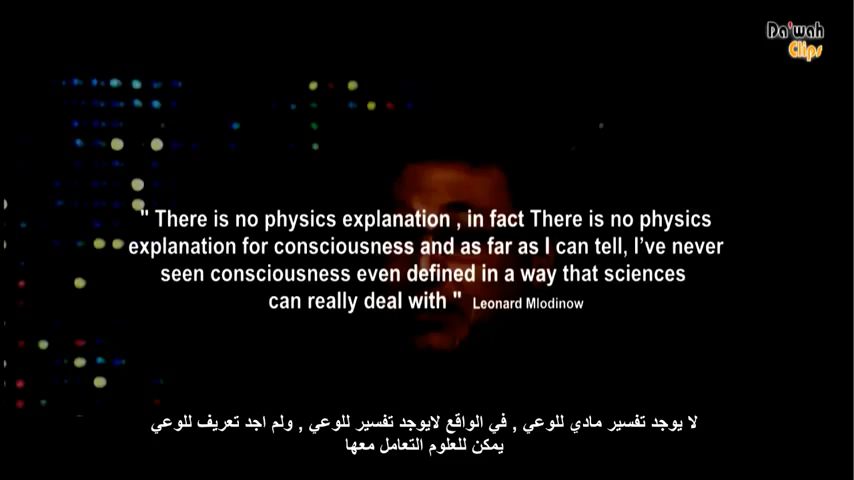 Da'wah
Clips
" There is no physics explanation , in fact There is no physics
explanation for consciousness and as far as I can tell, I've never
seen consciousness even defined in a way that sciences
can really deal with " Leonard Mlodinow
لا يوجد تفسير مادي للوعي , في الواقع لايوجد تفسير للوعي , ولم اجد تعريف للوعي
يمكن للعلوم التعامل معها